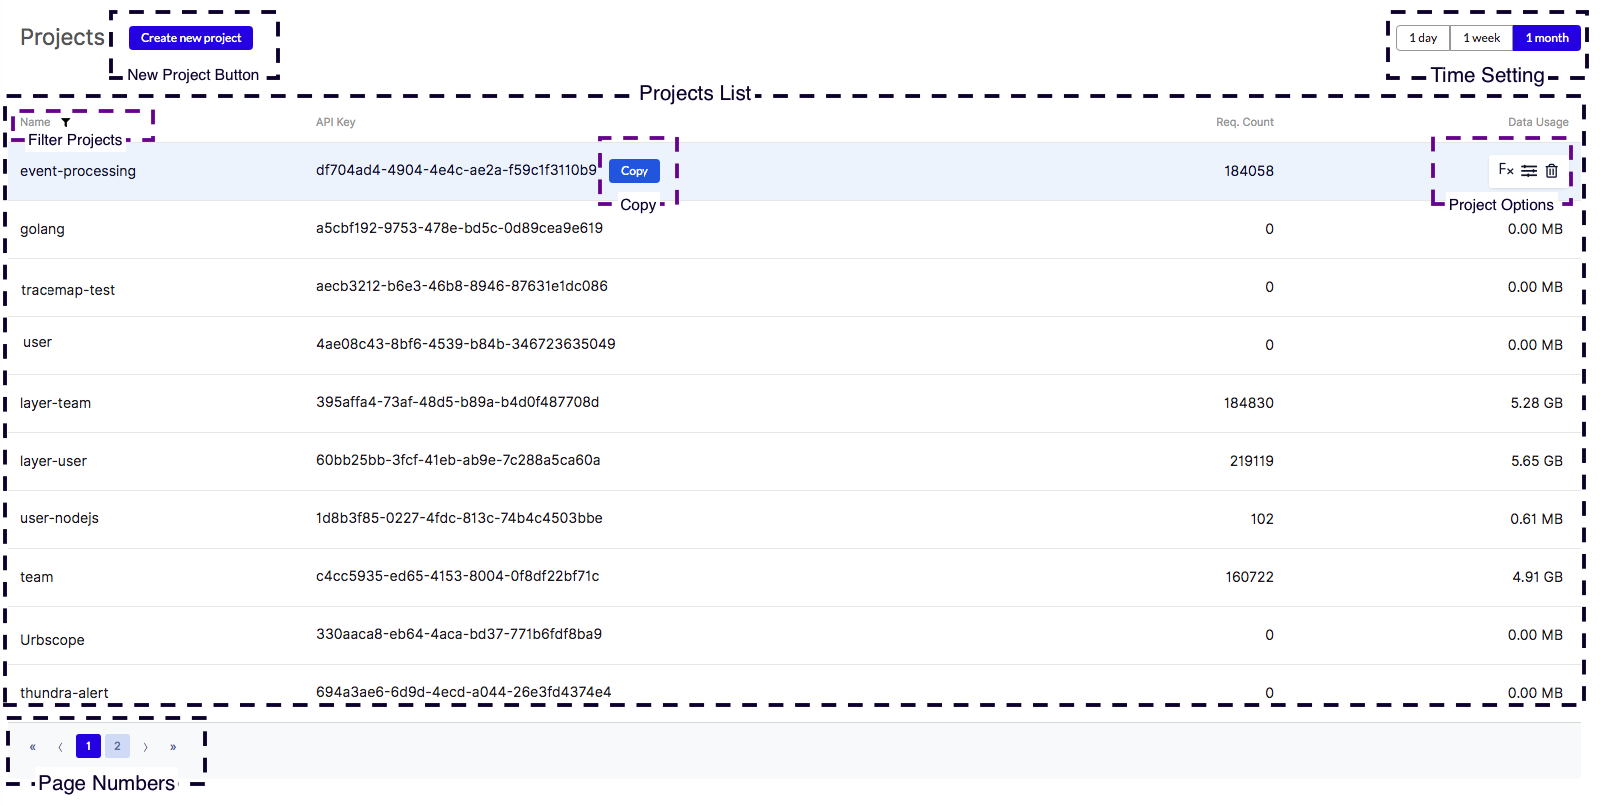 Projects Create new project 1 day 1 week 1 month
New Project Button Time Setting
Projects List
Name API Key Req. Count Data Usage
Filter Projects
event-processing df704ad4-4904-4e4c-ae2a-f59c1f3110b9 Copy 184058 Fx
Copy Project Options
golang a5cbf192-9753-478e-bd5c-0d89cea9e619 0 0.00 MB
tracemap-test aecb3212-b6e3-46b8-8946-87631e1dc086 0 0.00 MB
user 4ae08c43-8bf6-4539-b84b-346723635049 0 0.00 MB
layer-team 395affa4-73af-48d5-b89a-b4d0f487708d 184830 5.28 GB
layer-user 60bb25bb-3fcf-41eb-ab9e-7c288a5ca60a 219119 5.65 GB
user-nodejs 1d8b3f85-0227-4fdc-813c-74b4c4503bbe 102 0.61 MB
team c4cc5935-ed65-4153-8004-0f8df22bf71c 160722 4.91 GB
Urbscope 330aaca8-eb64-4aca-bd37-771b6fdf8ba9 0 0.00 MB
thundra-alert 694a3ae6-6d9d-4ecd-a044-26e3fd4374e4 0 0.00 MB
« ‹ 1 2 › »
Page Numbers